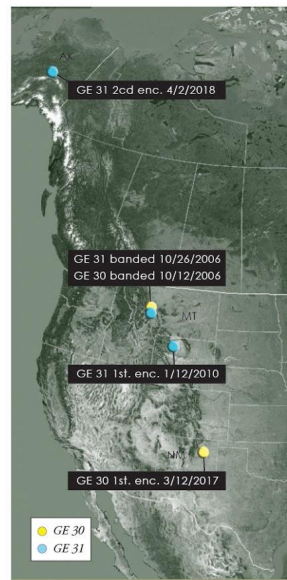 AK
GE 31 2cd enc. 4/2/2018
GE 31 banded 10/26/2006
GE 30 banded 10/12/2006
MT
GE 31 1st. enc. 1/12/2010
NM
GE 30 1st. enc. 3/12/2017
GE 30
GE 31